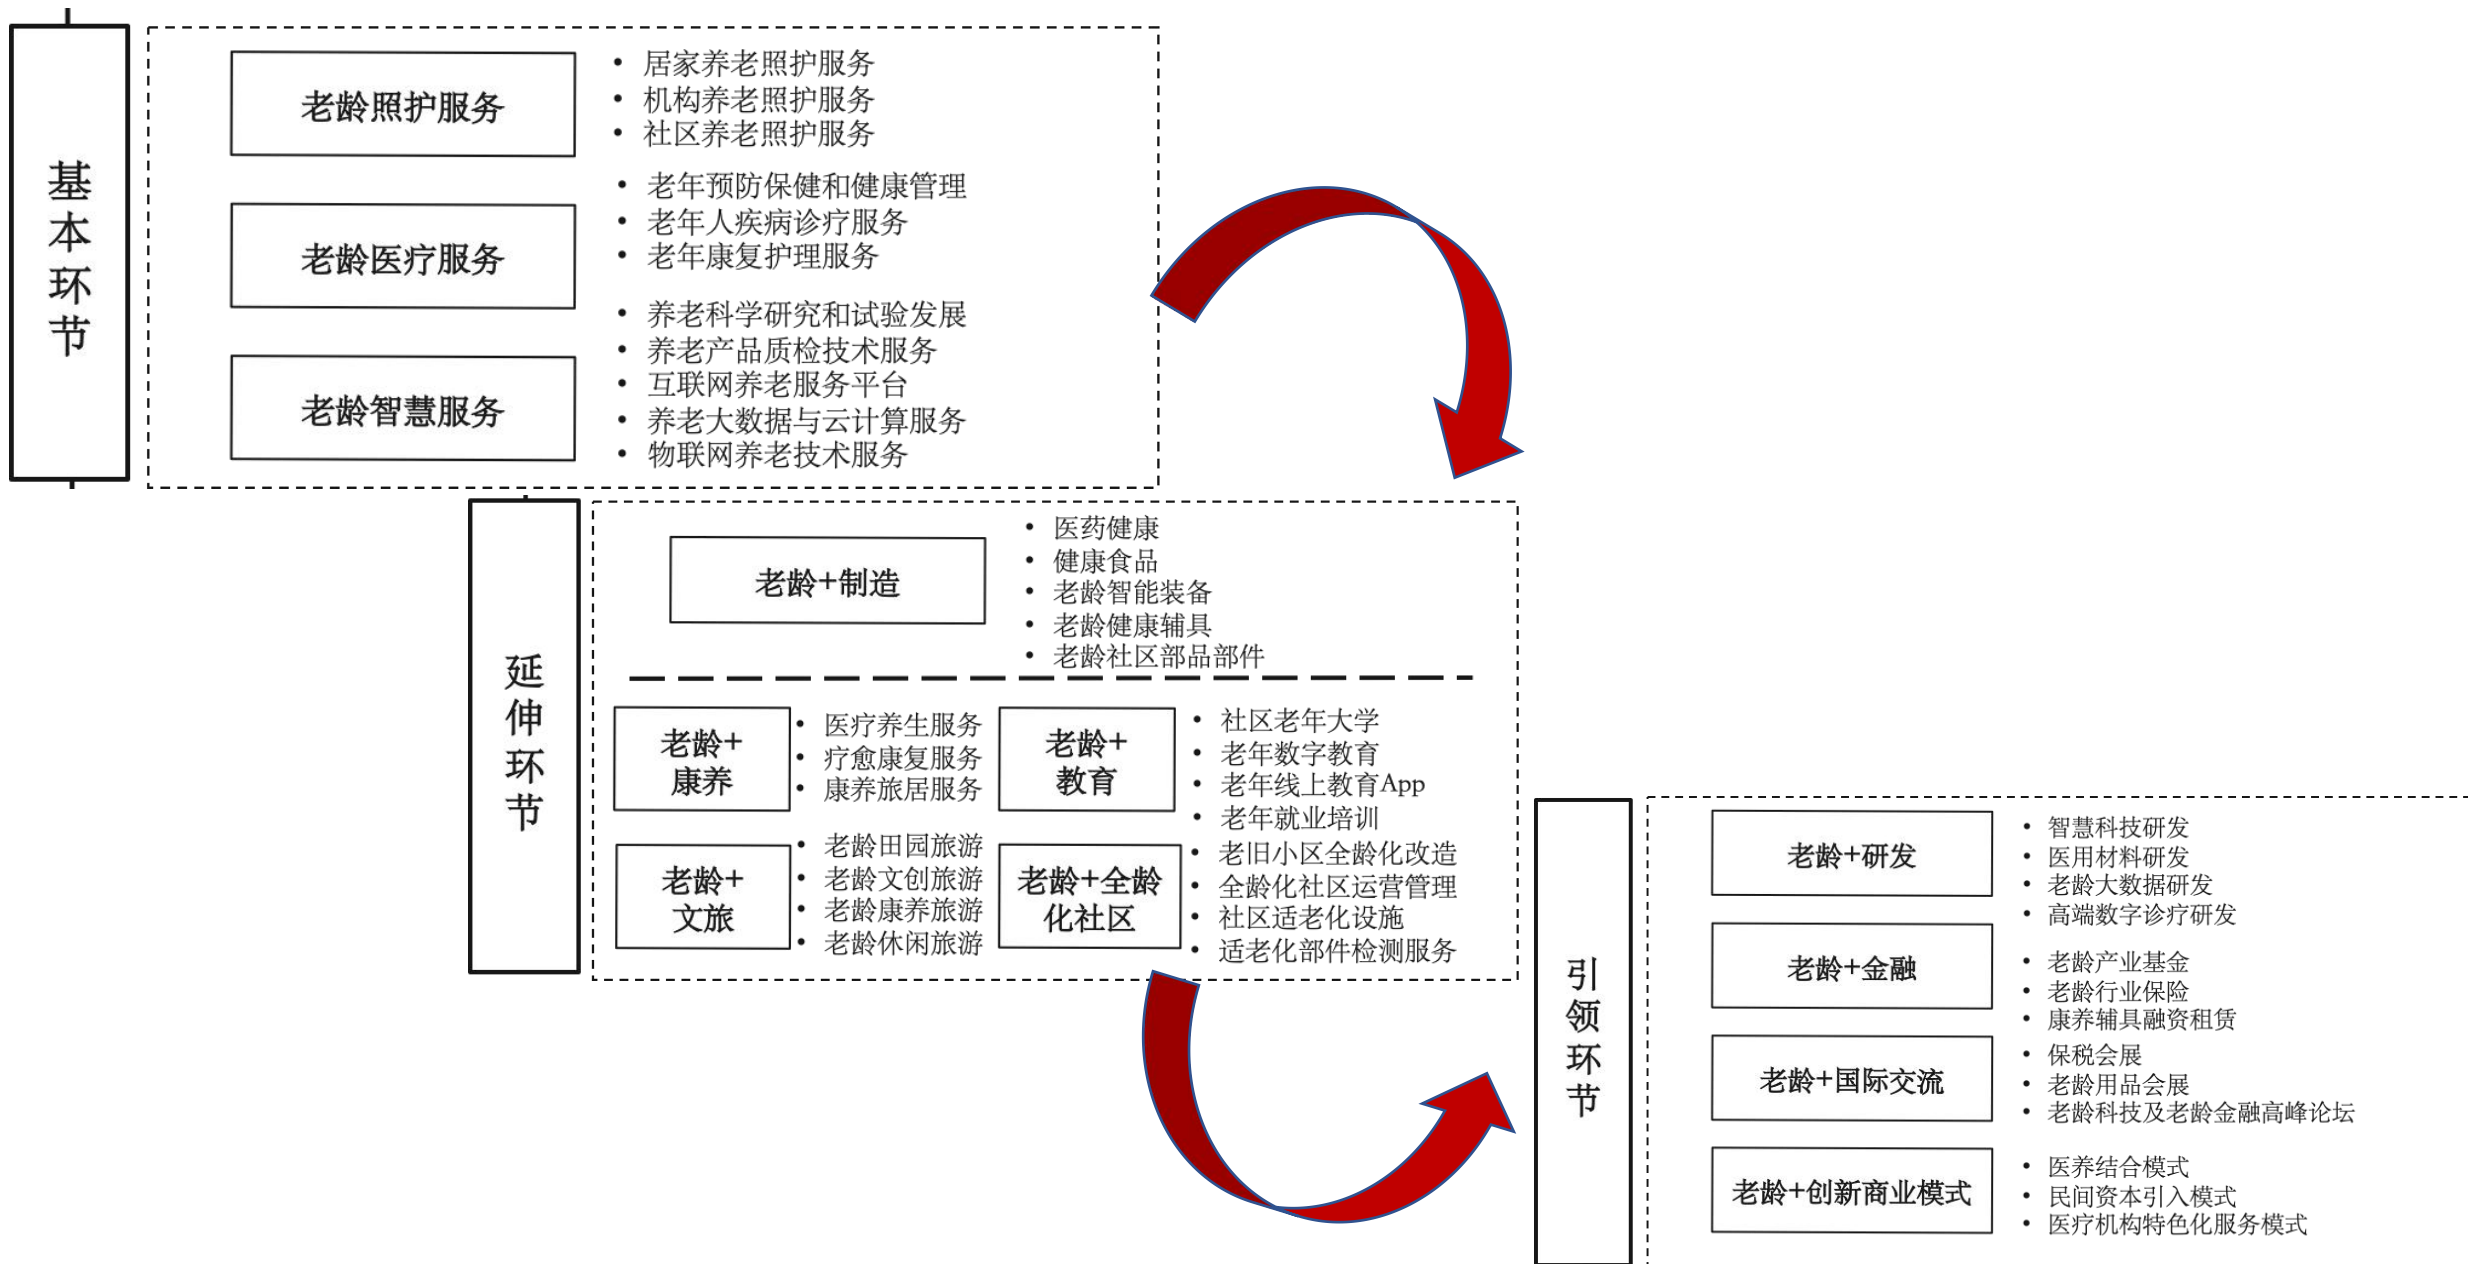 基本环节
老龄照护服务
• 居家养老照护服务
• 机构养老照护服务
• 社区养老照护服务
老龄医疗服务
• 老年预防保健和健康管理
• 老年人疾病诊疗服务
• 老年康复护理服务
老龄智慧服务
• 养老科学研究和试验发展
• 养老产品质检技术服务
• 互联网养老服务平台
• 养老大数据与云计算服务
• 物联网养老技术服务
延伸环节
老龄+制造
• 医药健康
• 健康食品
• 老龄智能装备
• 老龄健康辅具
• 老龄社区部品部件
老龄+
康养
• 医疗养生服务
• 疗愈康复服务
• 康养旅居服务
老龄+
教育
• 社区老年大学
• 老年数字教育
• 老年线上教育App
• 老年就业培训
老龄+
文旅
• 老龄田园旅游
• 老龄文创旅游
• 老龄康养旅游
• 老龄休闲旅游
老龄+全龄
化社区
• 老旧小区全龄化改造
• 全龄化社区运营管理
• 社区适老化设施
• 适老化部件检测服务
引领环节
老龄+研发
• 智慧科技研发
• 医用材料研发
• 老龄大数据研发
• 高端数字诊疗研发
老龄+金融
• 老龄产业基金
• 老龄行业保险
• 康养辅具融资租赁
老龄+国际交流
• 保税会展
• 老龄用品会展
• 老龄科技及老龄金融高峰论坛
老龄+创新商业模式
• 医养结合模式
• 民间资本引入模式
• 医疗机构特色化服务模式